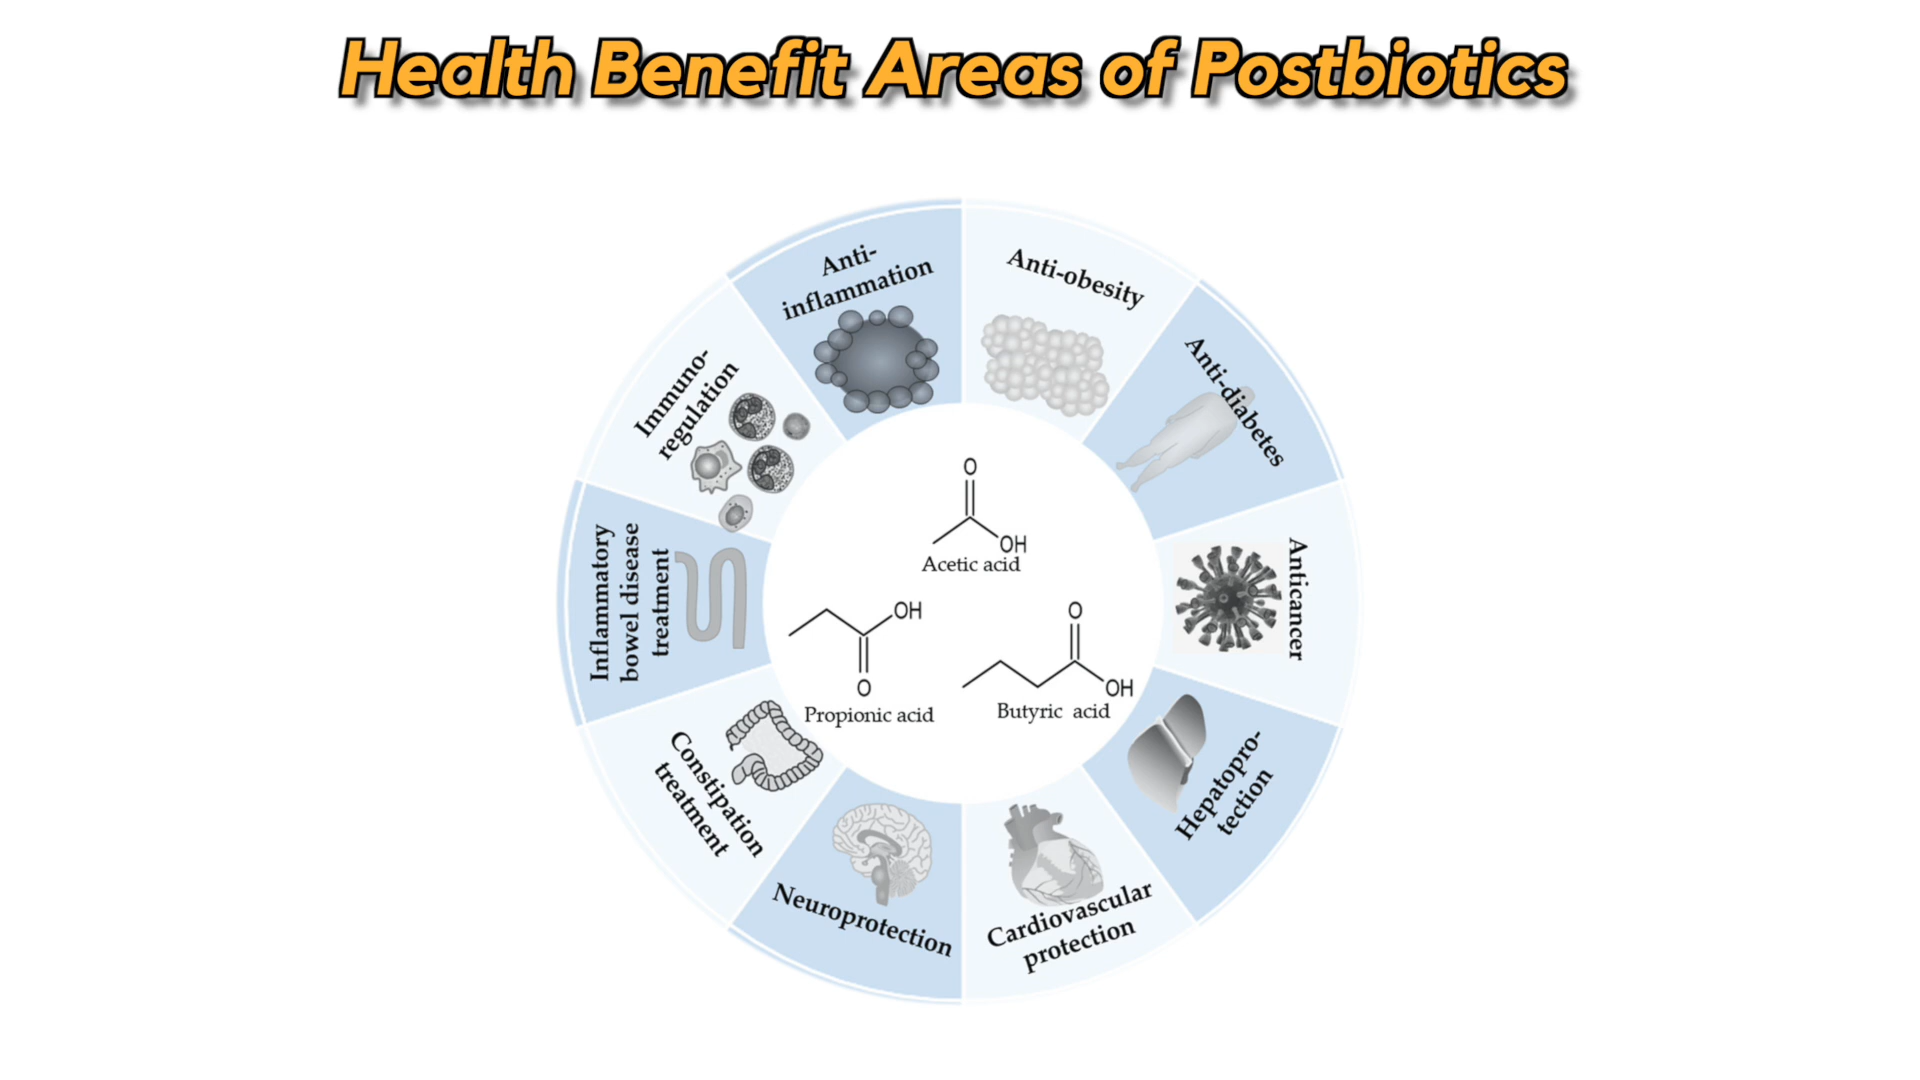 Health Benefit Areas of Postbiotics
Anti-
inflammation
Anti-obesity
Anti-diabetes
Anticancer
Hepatopro-
tection
Cardiovascular
protection
Neuroprotection
Constipation
treatment
Inflammatory
bowel disease
treatment
Immuno-
regulation
O
OH
Acetic acid
OH
O
Propionic acid
O
OH
Butyric acid